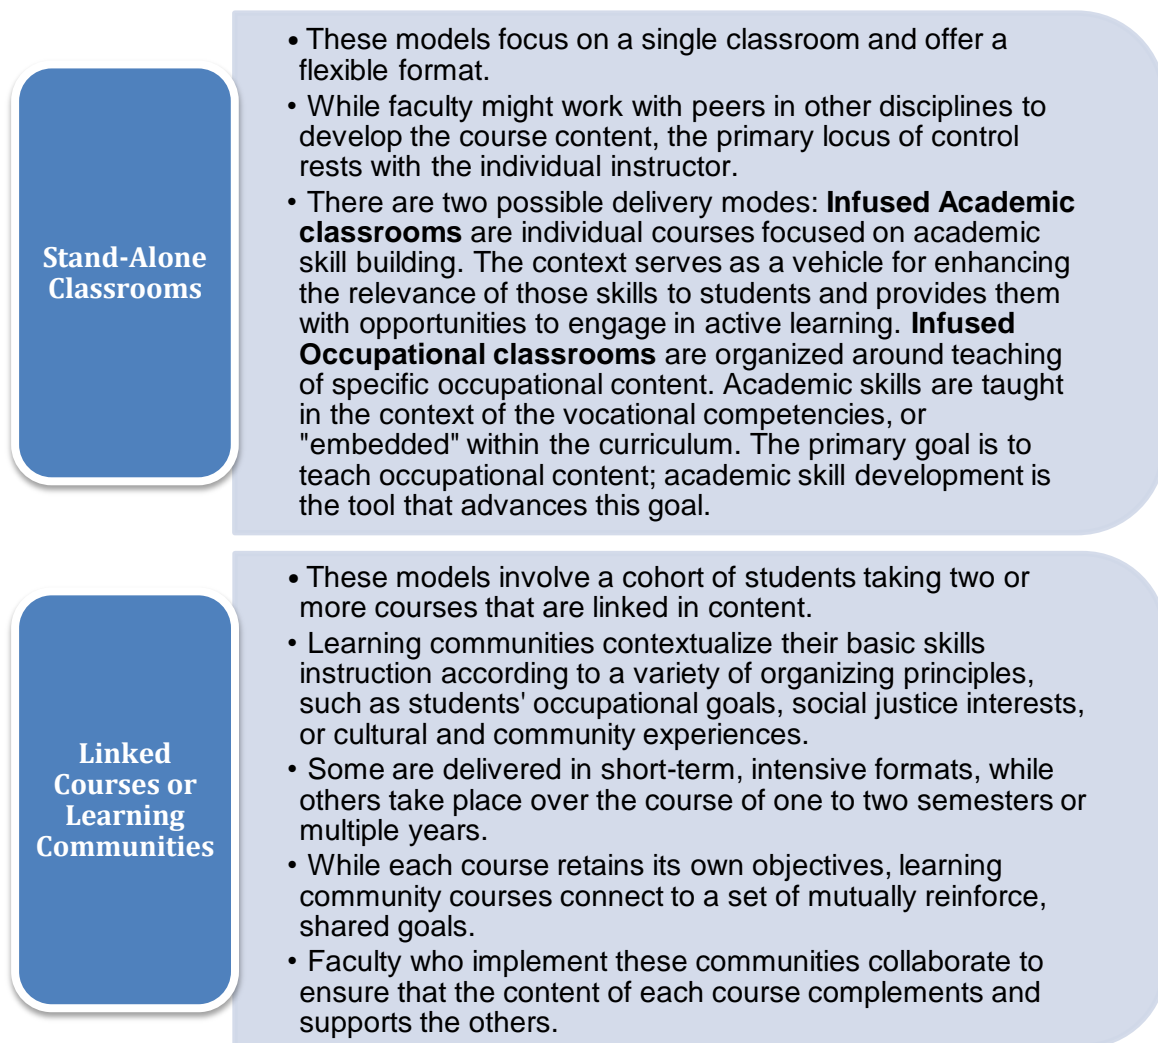 Stand-Alone
Classrooms
• These models focus on a single classroom and offer a
flexible format.
• While faculty might work with peers in other disciplines to
develop the course content, the primary locus of control
rests with the individual instructor.
• There are two possible delivery modes: Infused Academic
classrooms are individual courses focused on academic
skill building. The context serves as a vehicle for enhancing
the relevance of those skills to students and provides them
with opportunities to engage in active learning. Infused
Occupational classrooms are organized around teaching
of specific occupational content. Academic skills are taught
in the context of the vocational competencies, or
"embedded" within the curriculum. The primary goal is to
teach occupational content; academic skill development is
the tool that advances this goal.
Linked
Courses or
Learning
Communities
• These models involve a cohort of students taking two or
more courses that are linked in content.
• Learning communities contextualize their basic skills
instruction according to a variety of organizing principles,
such as students' occupational goals, social justice interests,
or cultural and community experiences.
• Some are delivered in short-term, intensive formats, while
others take place over the course of one to two semesters or
multiple years.
• While each course retains its own objectives, learning
community courses connect to a set of mutually reinforce,
shared goals.
• Faculty who implement these communities collaborate to
ensure that the content of each course complements and
supports the others.